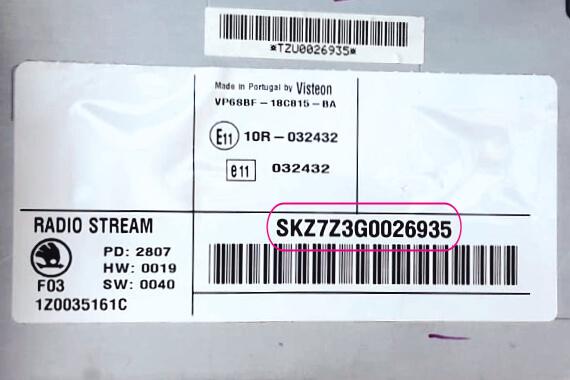 *TZU0026935*
Made in Portugal by Visteon
VP6SBF-18C815-BA
E11 10R-032432
e11 032432
RADIO STREAM
SKZ7Z3G0026935
PD: 2807
HW: 0019
F03 SW: 0040
1Z0035161C